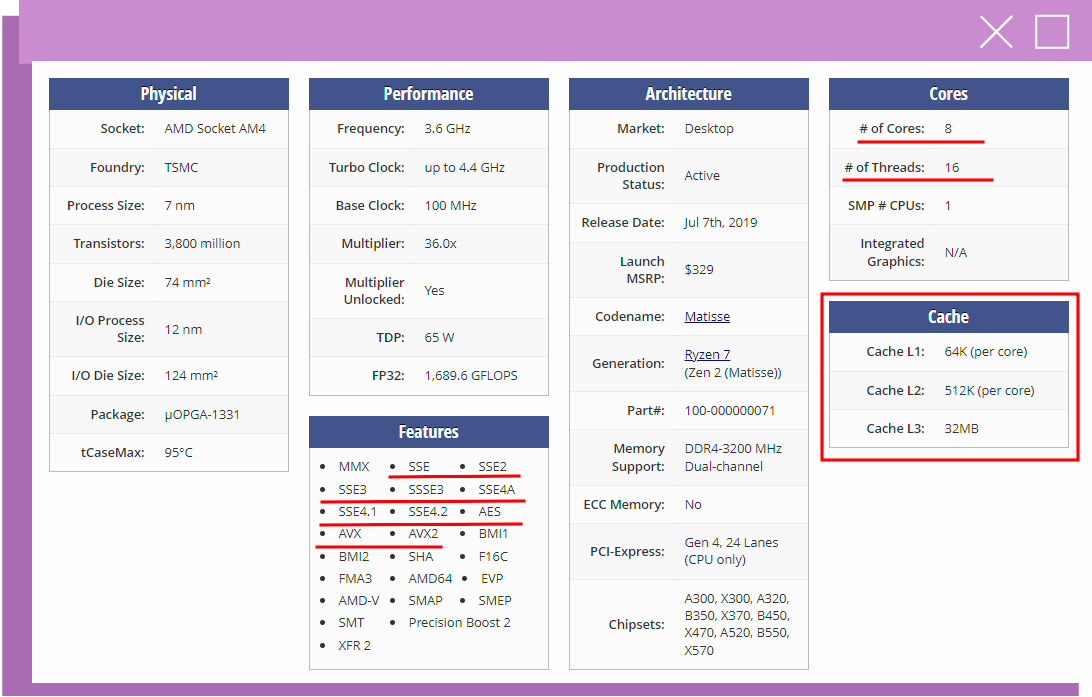 Physical
Socket: AMD Socket AM4
Foundry: TSMC
Process Size: 7 nm
Transistors: 3,800 million
Die Size: 74 mm²
I/O Process
Size: 12 nm
I/O Die Size: 124 mm²
Package: µOPGA-1331
tCaseMax: 95°C
Performance
Frequency: 3.6 GHz
Turbo Clock: up to 4.4 GHz
Base Clock: 100 MHz
Multiplier: 36.0x
Multiplier
Unlocked: Yes
TDP: 65 W
FP32: 1,689.6 GFLOPS
Features
• MMX • SSE • SSE2
• SSE3 • SSSE3 • SSE4A
• SSE4.1 • SSE4.2 • AES
• AVX • AVX2 • BMI1
• BMI2 • SHA • F16C
• FMA3 • AMD64 • EVP
• AMD-V • SMAP • SMEP
• SMT • Precision Boost 2
• XFR 2
Architecture
Market: Desktop
Production
Status: Active
Release Date: Jul 7th, 2019
Launch
MSRP: $329
Codename: Matisse
Generation: Ryzen 7
(Zen 2 (Matisse))
Part#: 100-000000071
Memory DDR4-3200 MHz
Support: Dual-channel
ECC Memory: No
PCI-Express: Gen 4, 24 Lanes
(CPU only)
Chipsets: A300, X300, A320,
B350, X370, B450,
X470, A520, B550,
X570
Cores
# of Cores: 8
# of Threads: 16
SMP # CPUs: 1
Integrated
Graphics: N/A
Cache
Cache L1: 64K (per core)
Cache L2: 512K (per core)
Cache L3: 32MB